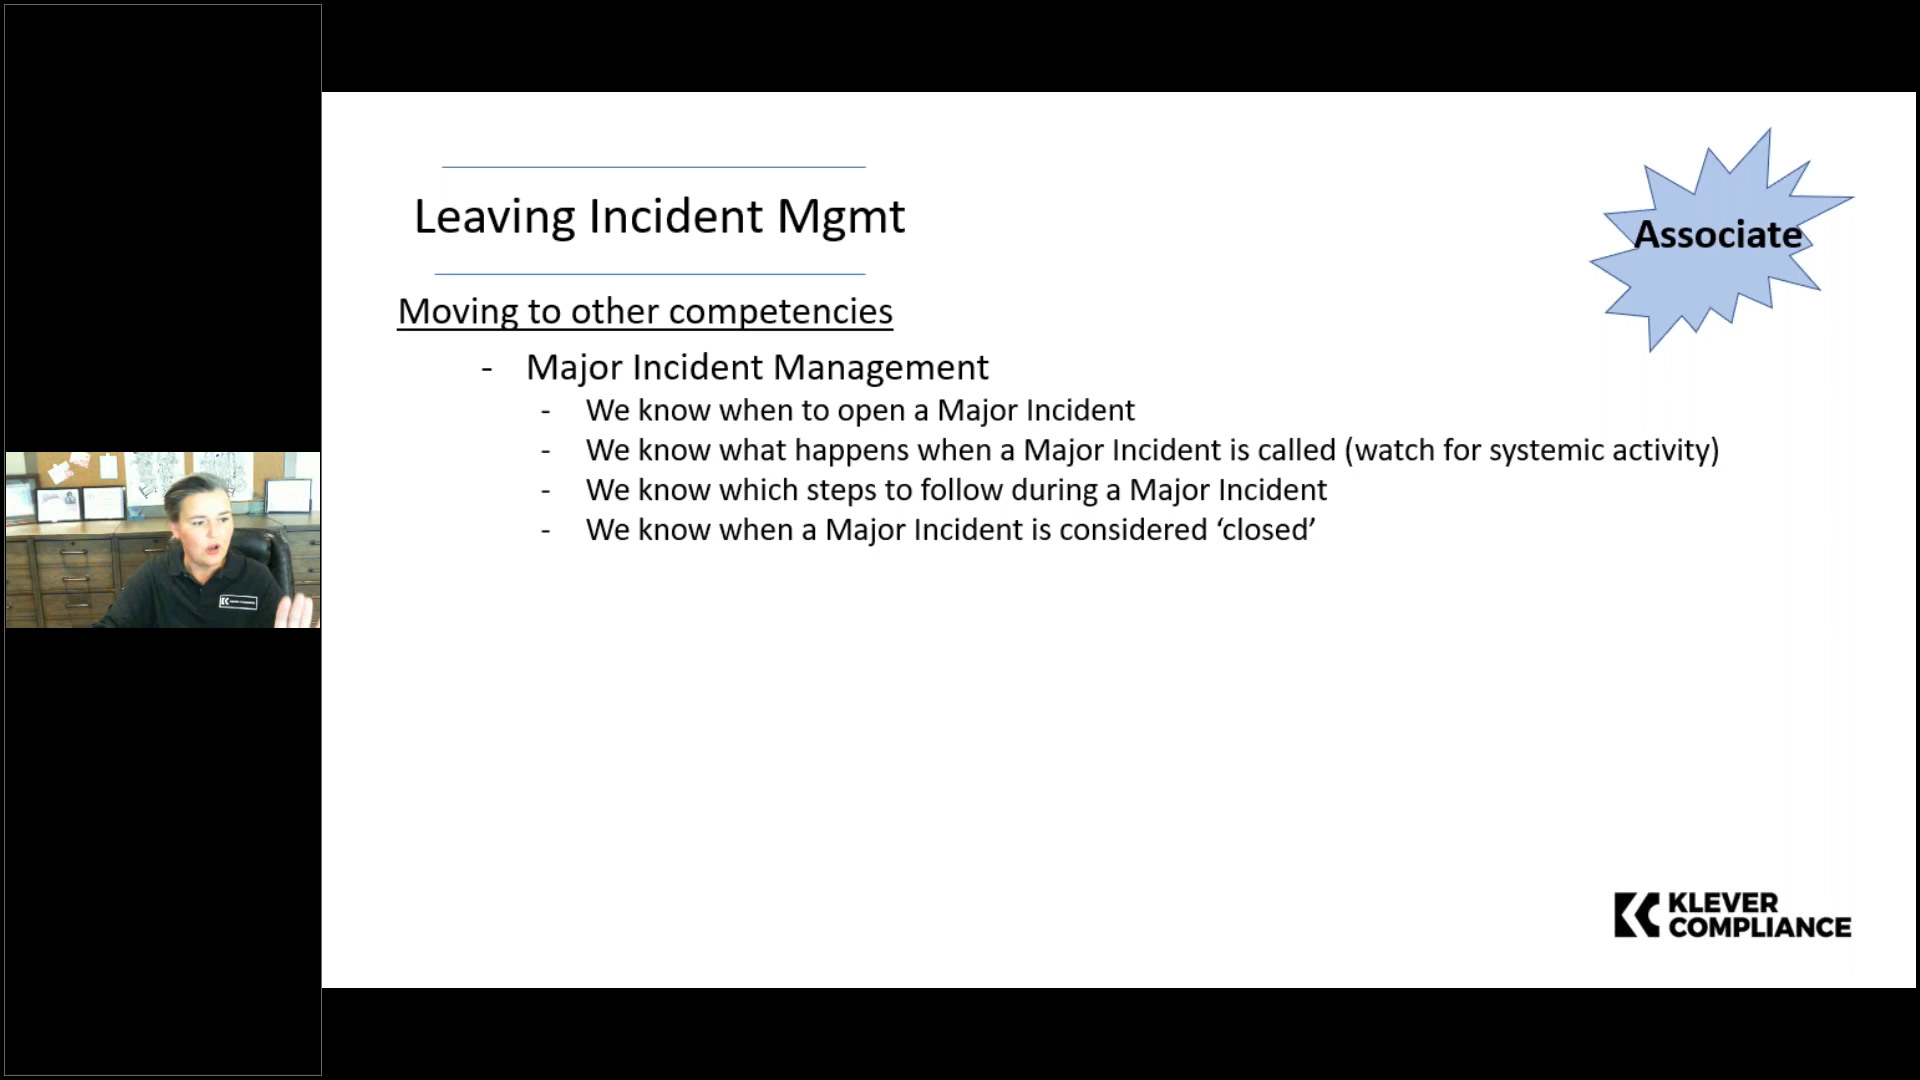 Leaving Incident Mgmt
Associate
Moving to other competencies
- Major Incident Management
- We know when to open a Major Incident
- We know what happens when a Major Incident is called (watch for systemic activity)
- We know which steps to follow during a Major Incident
- We know when a Major Incident is considered ‘closed’
KLEVER
COMPLIANCE